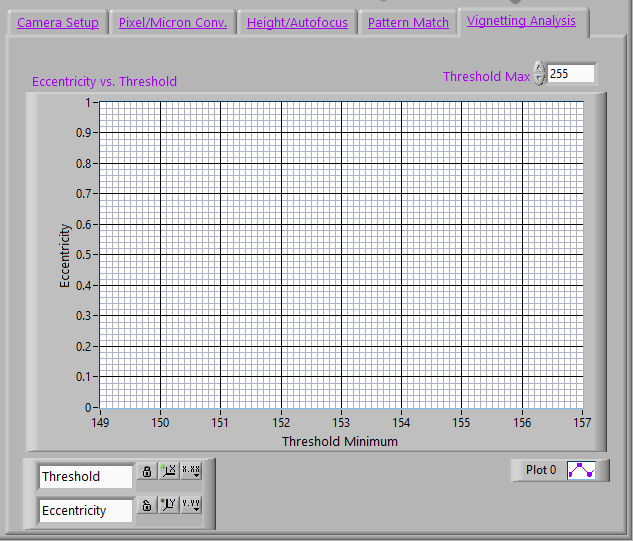 Camera Setup Pixel/Micron Conv. Height/Autofocus Pattern Match Vignetting Analysis
Eccentricity vs. Threshold
Threshold Max 255
Eccentricity
1
0.9
0.8
0.7
0.6
0.5
0.4
0.3
0.2
0.1
0
149 150 151 152 153 154 155 156 157
Threshold Minimum
Threshold X X.XX
Eccentricity Y Y.YY
Plot 0